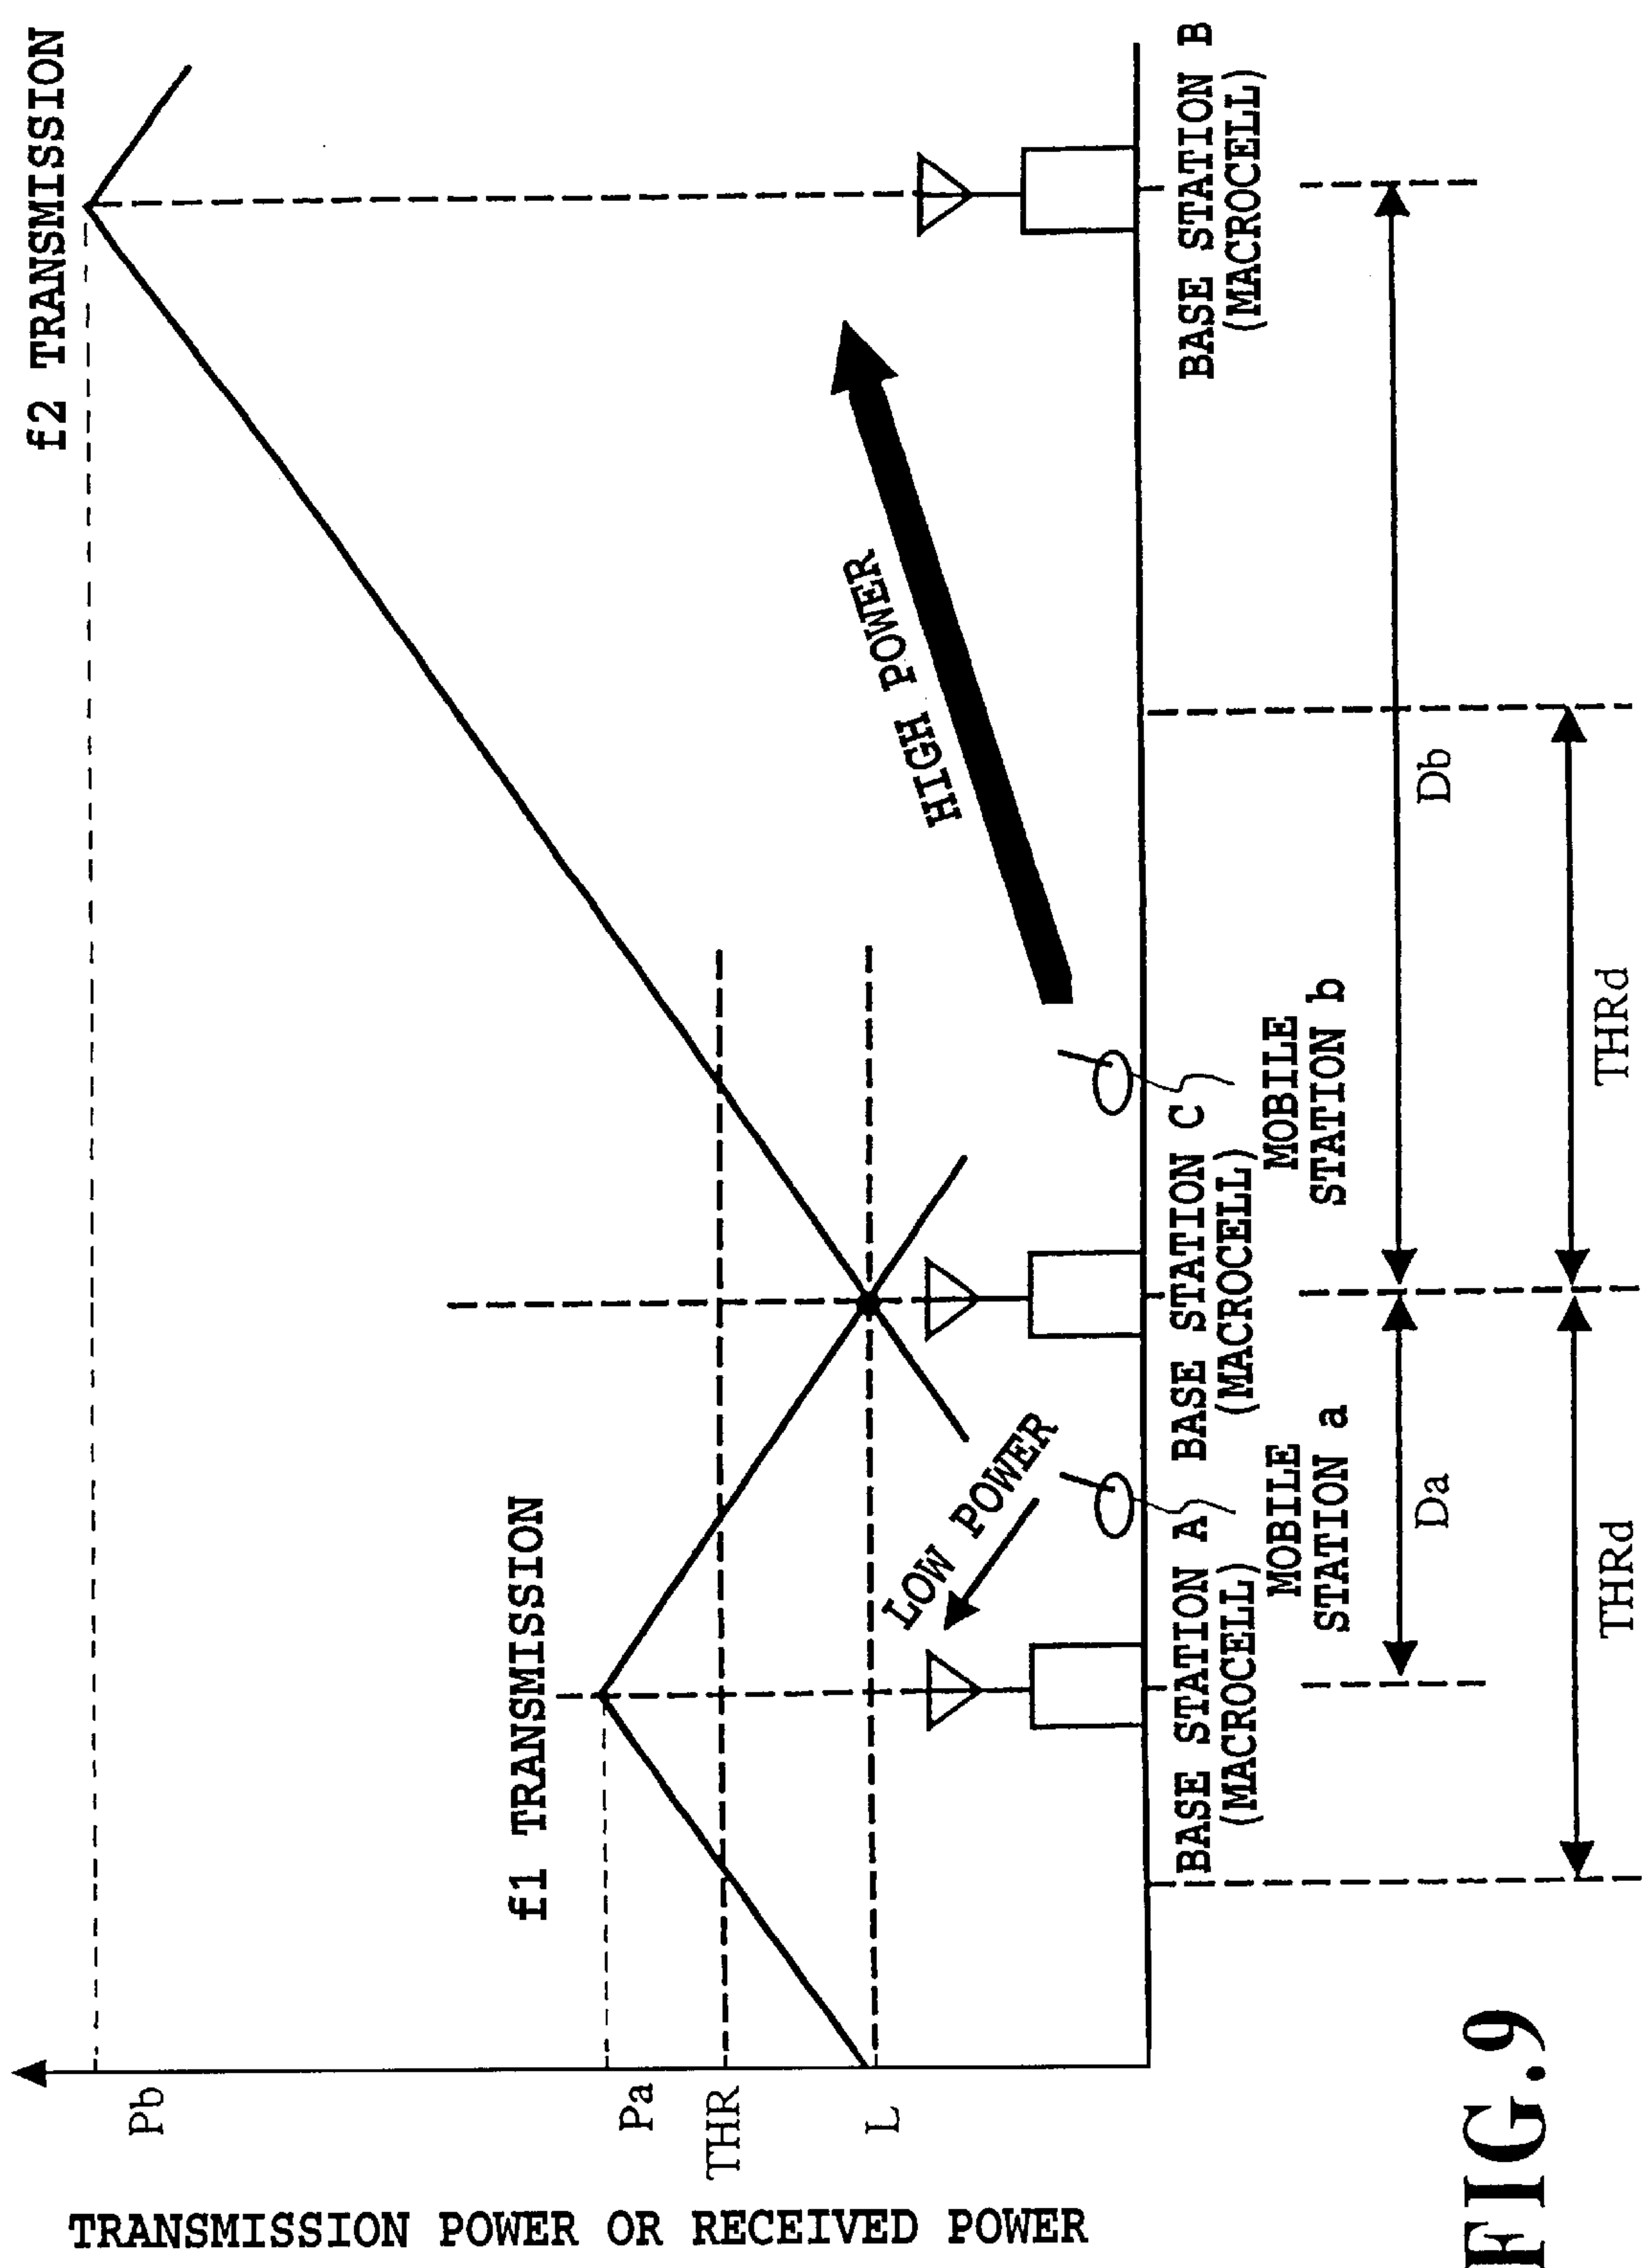 f1 TRANSMISSION
f2 TRANSMISSION
TRANSMISSION POWER OR RECEIVED POWER
Pb
Pa
THR
L
LOW POWER
HIGH POWER
BASE STATION A
(MACROCELL)
BASE STATION C
(MACROCELL)
BASE STATION B
(MACROCELL)
MOBILE
STATION a
MOBILE
STATION b
Da
Db
THRd
THRd
FIG.9